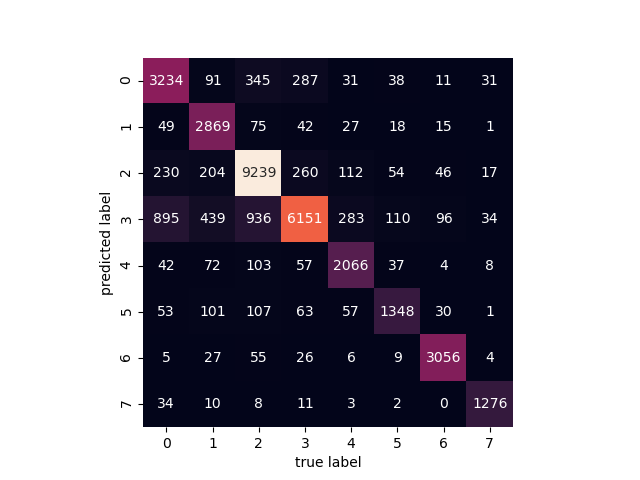 0 3234 91 345 287 31 38 11 31
1 49 2869 75 42 27 18 15 1
2 230 204 9239 260 112 54 46 17
3 895 439 936 6151 283 110 96 34
4 42 72 103 57 2066 37 4 8
5 53 101 107 63 57 1348 30 1
6 5 27 55 26 6 9 3056 4
7 34 10 8 11 3 2 0 1276
0 1 2 3 4 5 6 7
predicted label
true label